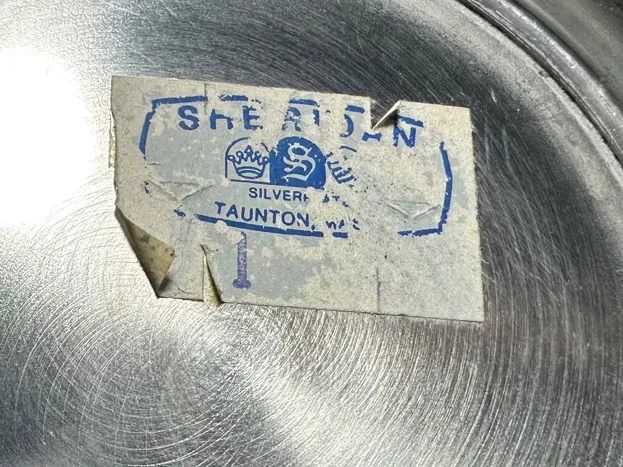 SHERIDAN
S
SILVERPLATE
TAUNTON, MASS